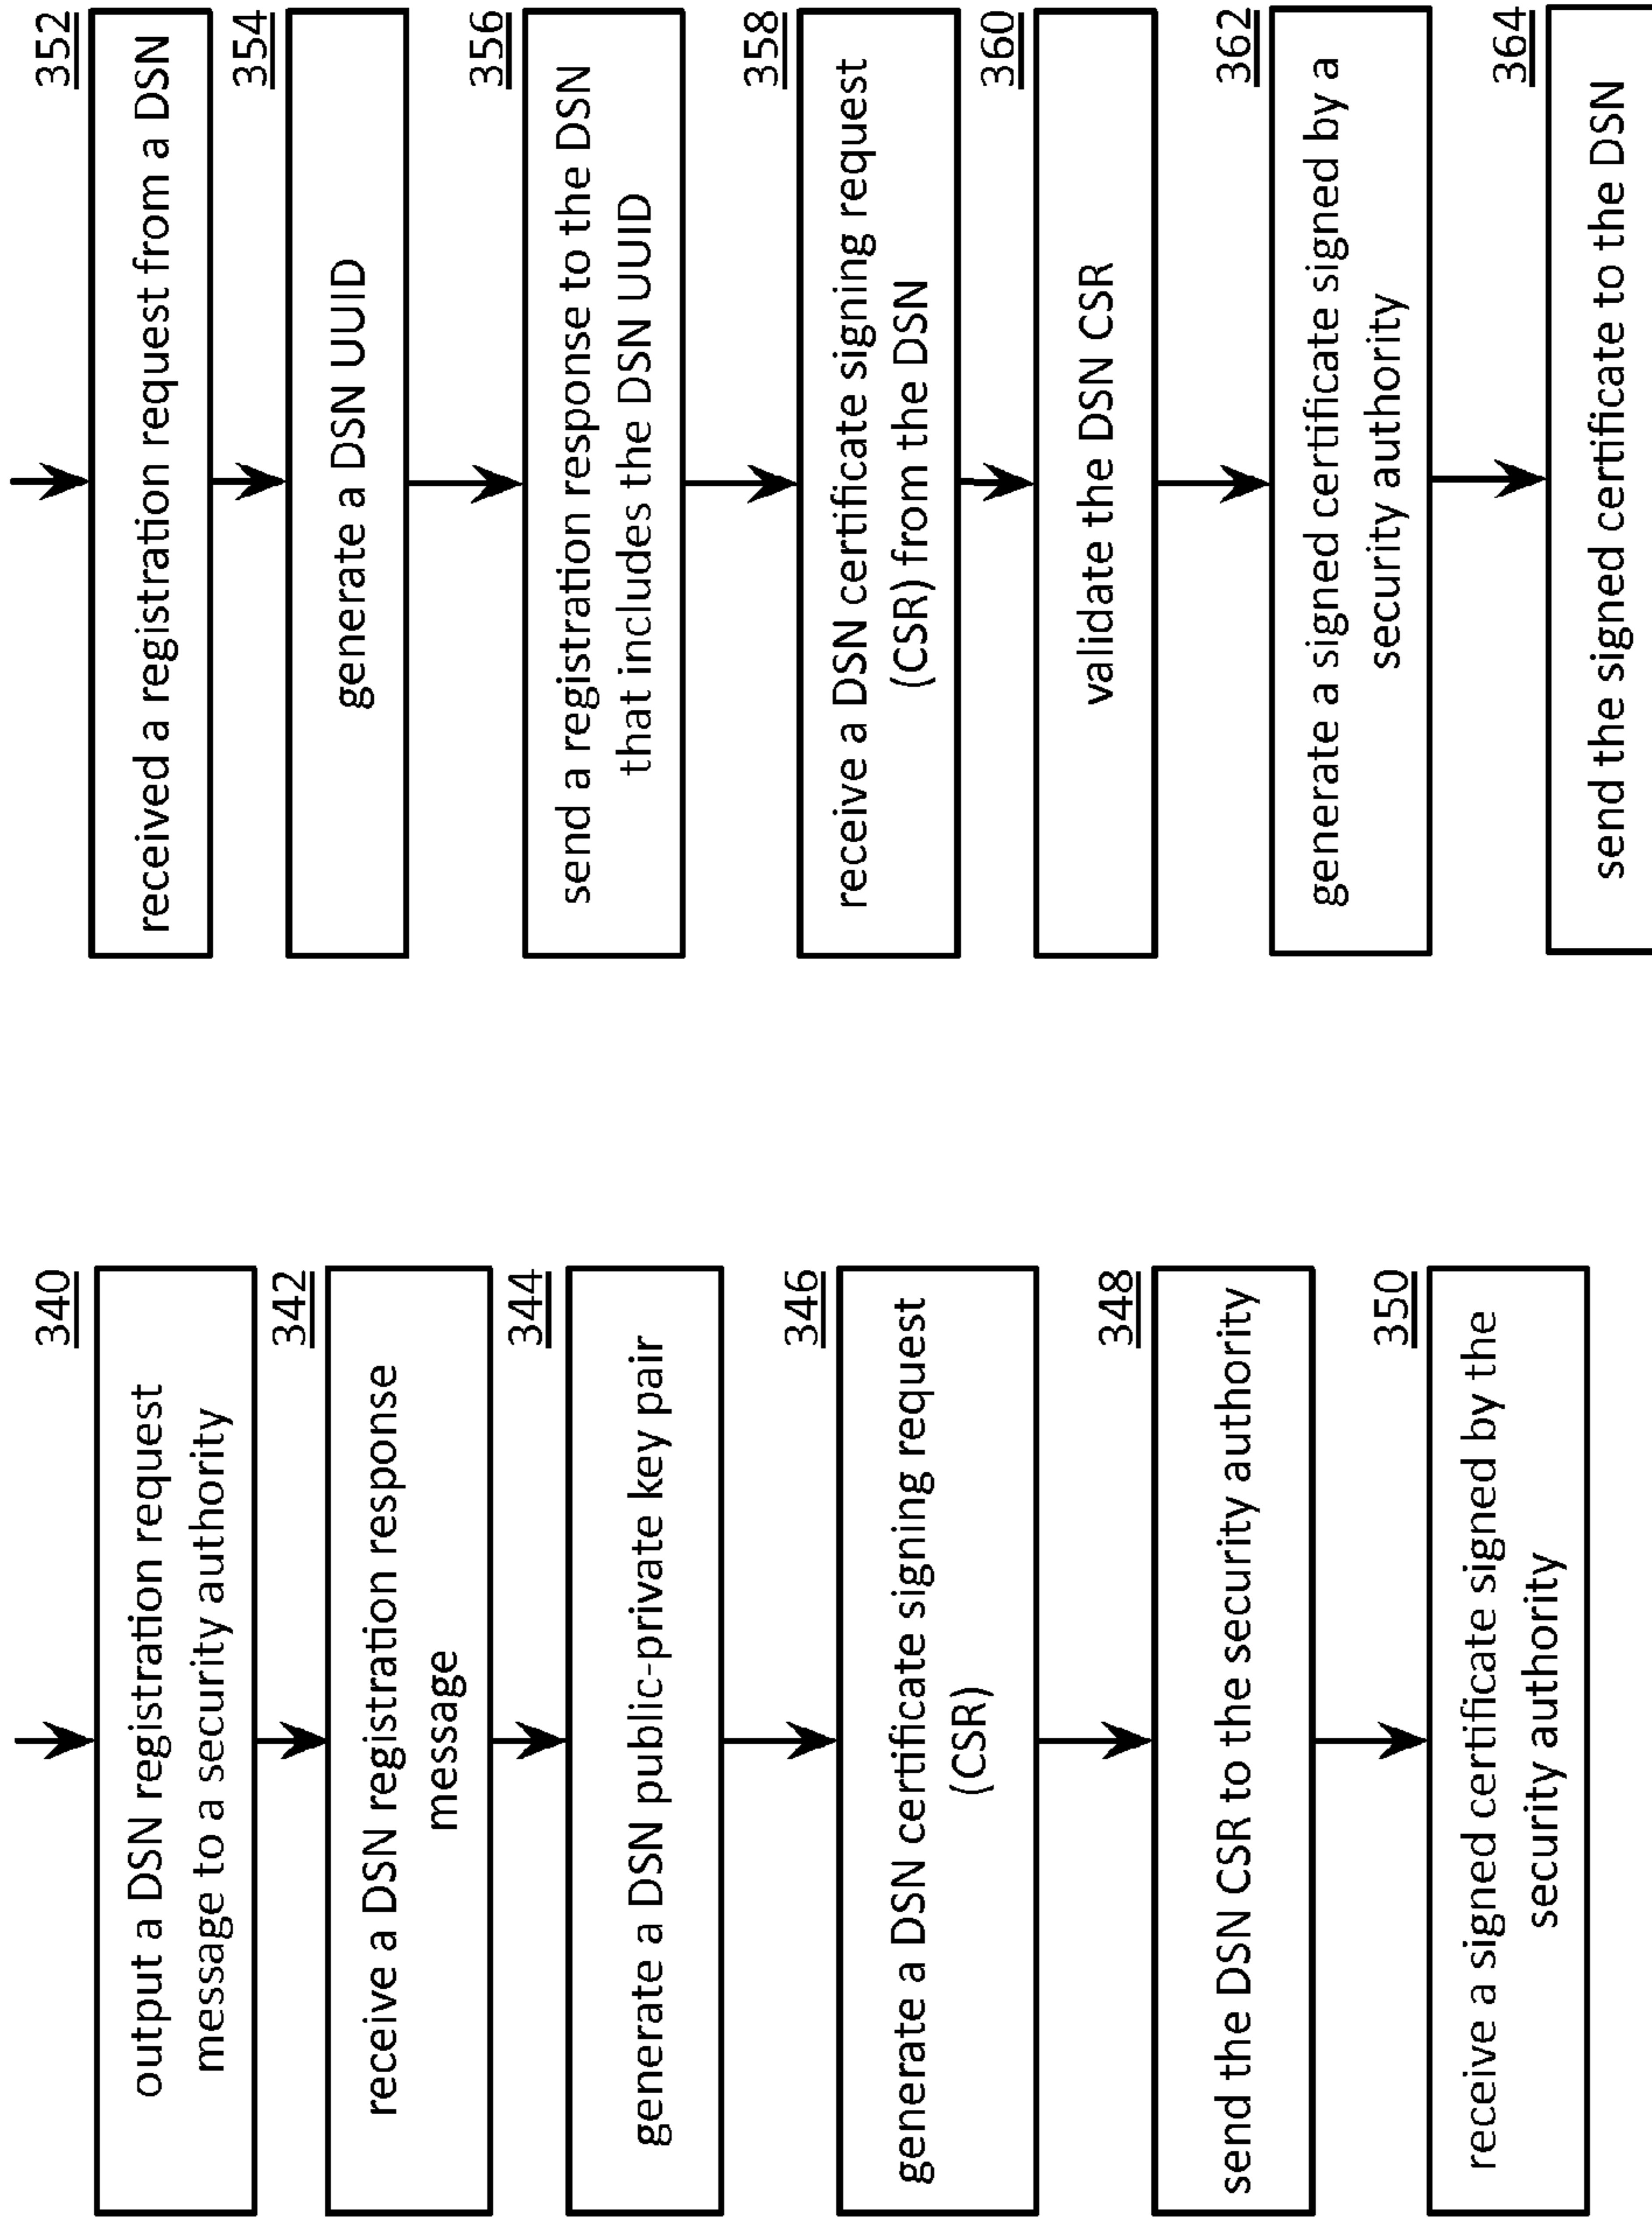 340
output a DSN registration request
message to a security authority
342
receive a DSN registration response
message
344
generate a DSN public-private key pair
346
generate a DSN certificate signing request
(CSR)
348
send the DSN CSR to the security authority
350
receive a signed certificate signed by the
security authority
352
received a registration request from a DSN
354
generate a DSN UUID
356
send a registration response to the DSN
that includes the DSN UUID
358
receive a DSN certificate signing request
(CSR) from the DSN
360
validate the DSN CSR
362
generate a signed certificate signed by a
security authority
364
send the signed certificate to the DSN